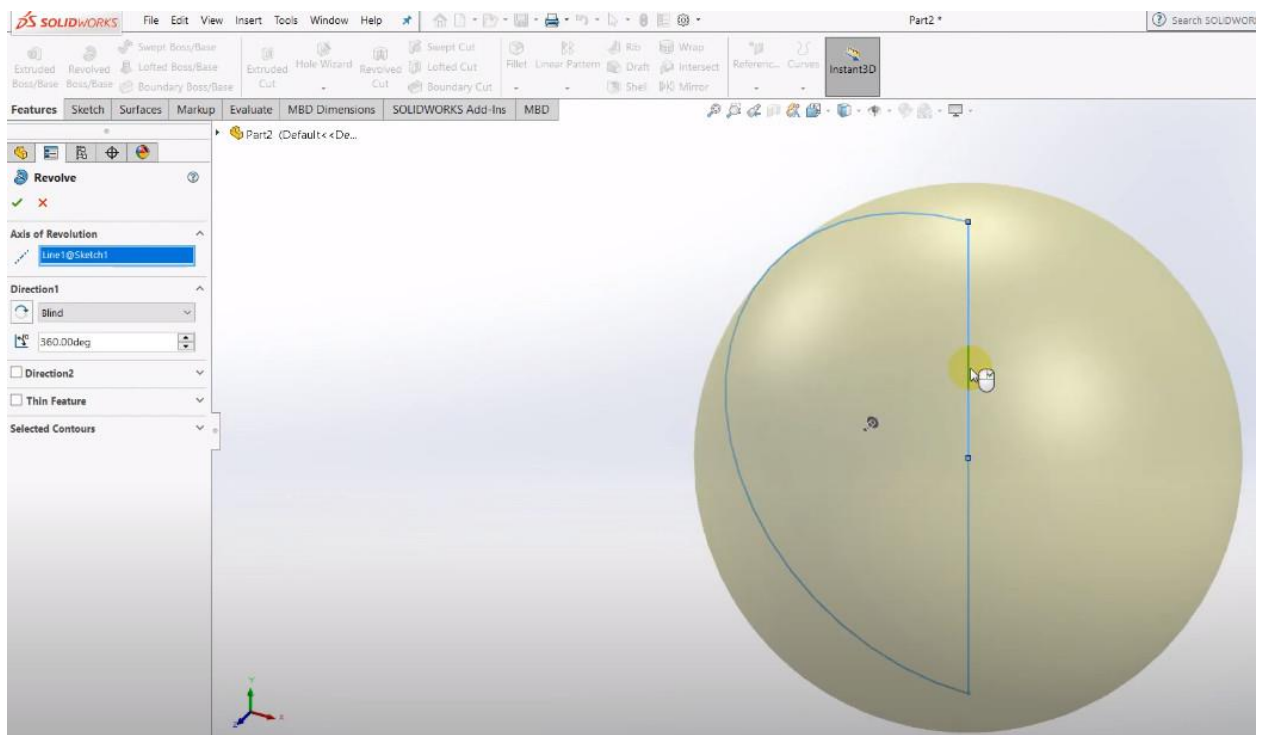 DS SOLIDWORKS File Edit View Insert Tools Window Help Part2 * Search SOLIDWOR
Extruded Boss/Base Revolved Boss/Base Swept Boss/Base Lofted Boss/Base Boundary Boss/Base Extruded Cut Hole Wizard Revolved Cut Swept Cut Lofted Cut Boundary Cut Fillet Linear Pattern Rib Draft Shell Wrap Intersect Mirror Referenc... Curves Instant3D
Features Sketch Surfaces Markup Evaluate MBD Dimensions SOLIDWORKS Add-Ins MBD
Part2 (Default<<De...
Revolve
Axis of Revolution
Line1@Sketch1
Direction1
Blind
360.00deg
Direction2
Thin Feature
Selected Contours
Y
X